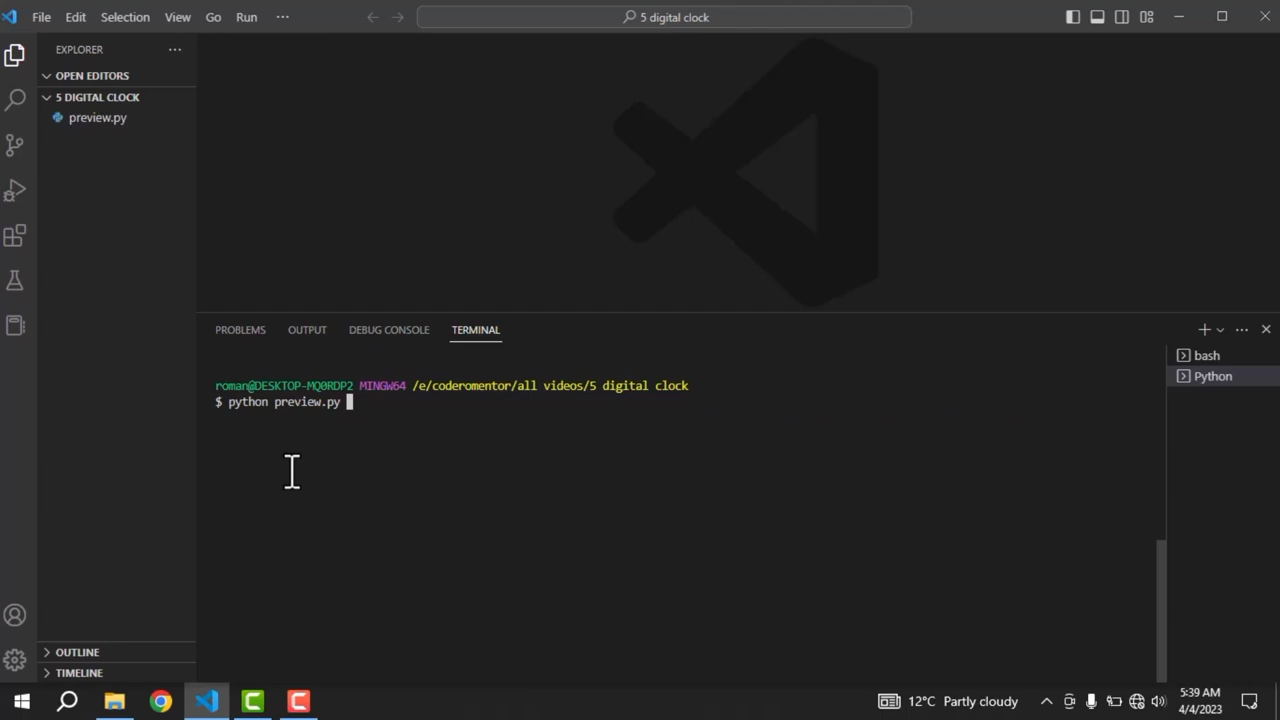 File Edit Selection View Go Run ···
5 digital clock
EXPLORER ···
OPEN EDITORS
5 DIGITAL CLOCK
preview.py
PROBLEMS OUTPUT DEBUG CONSOLE TERMINAL
bash
Python
roman@DESKTOP-MQ0RDP2 MINGW64 /e/coderomentor/all videos/5 digital clock
$ python preview.py
OUTLINE
TIMELINE
12°C Partly cloudy
5:39 AM
4/4/2023